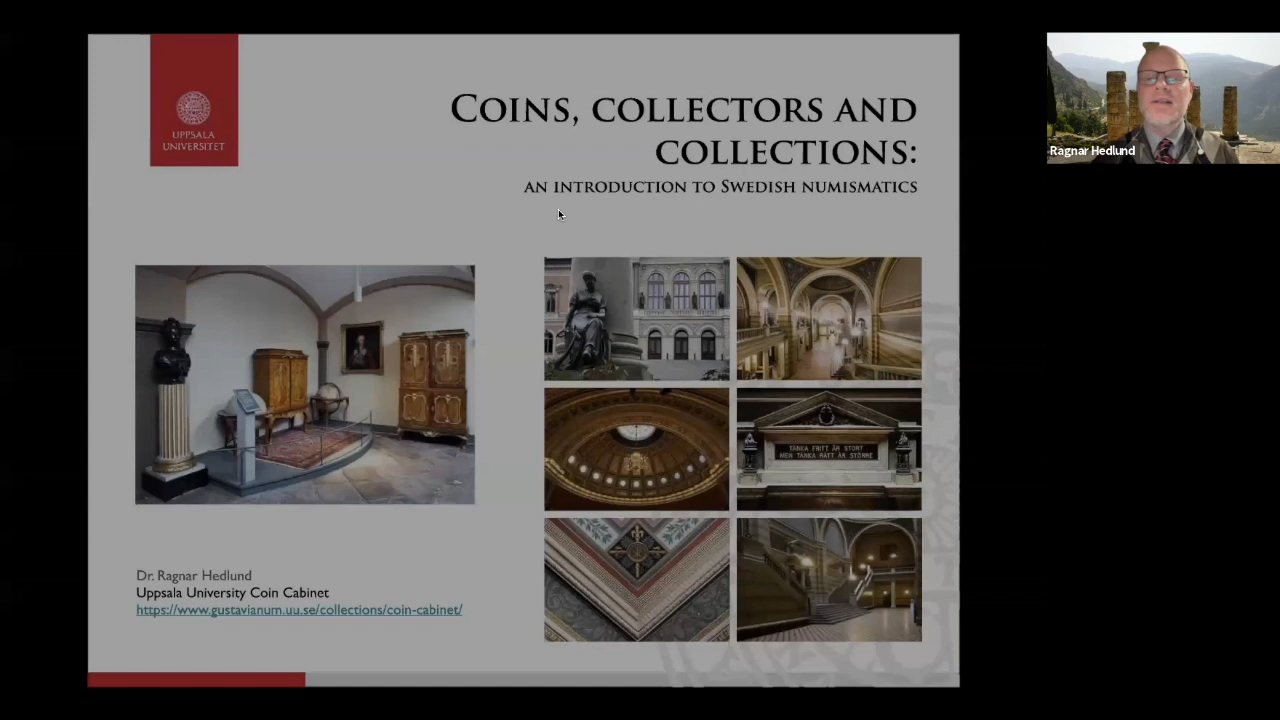 UPPSALA
UNIVERSITET
COINS, COLLECTORS AND
COLLECTIONS:
AN INTRODUCTION TO SWEDISH NUMISMATICS
Ragnar Hedlund
TÄNKA FRITT ÄR STORT
MEN TÄNKA RÄTT ÄR STÖRRE
Dr. Ragnar Hedlund
Uppsala University Coin Cabinet
https://www.gustavianum.uu.se/collections/coin-cabinet/